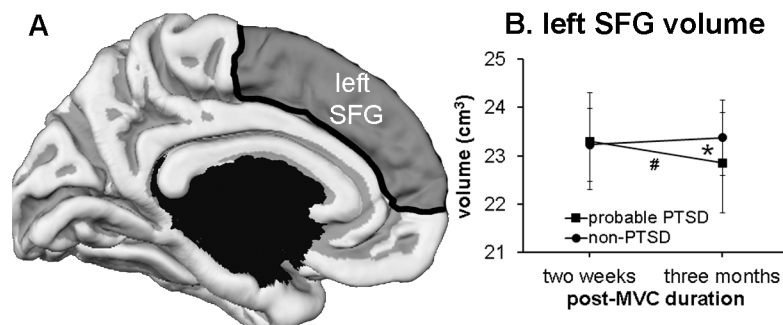 A
left
SFG
B. left SFG volume
volume (cm³)
25
24
23
22
21
*
#
probable PTSD
non-PTSD
two weeks three months
post-MVC duration